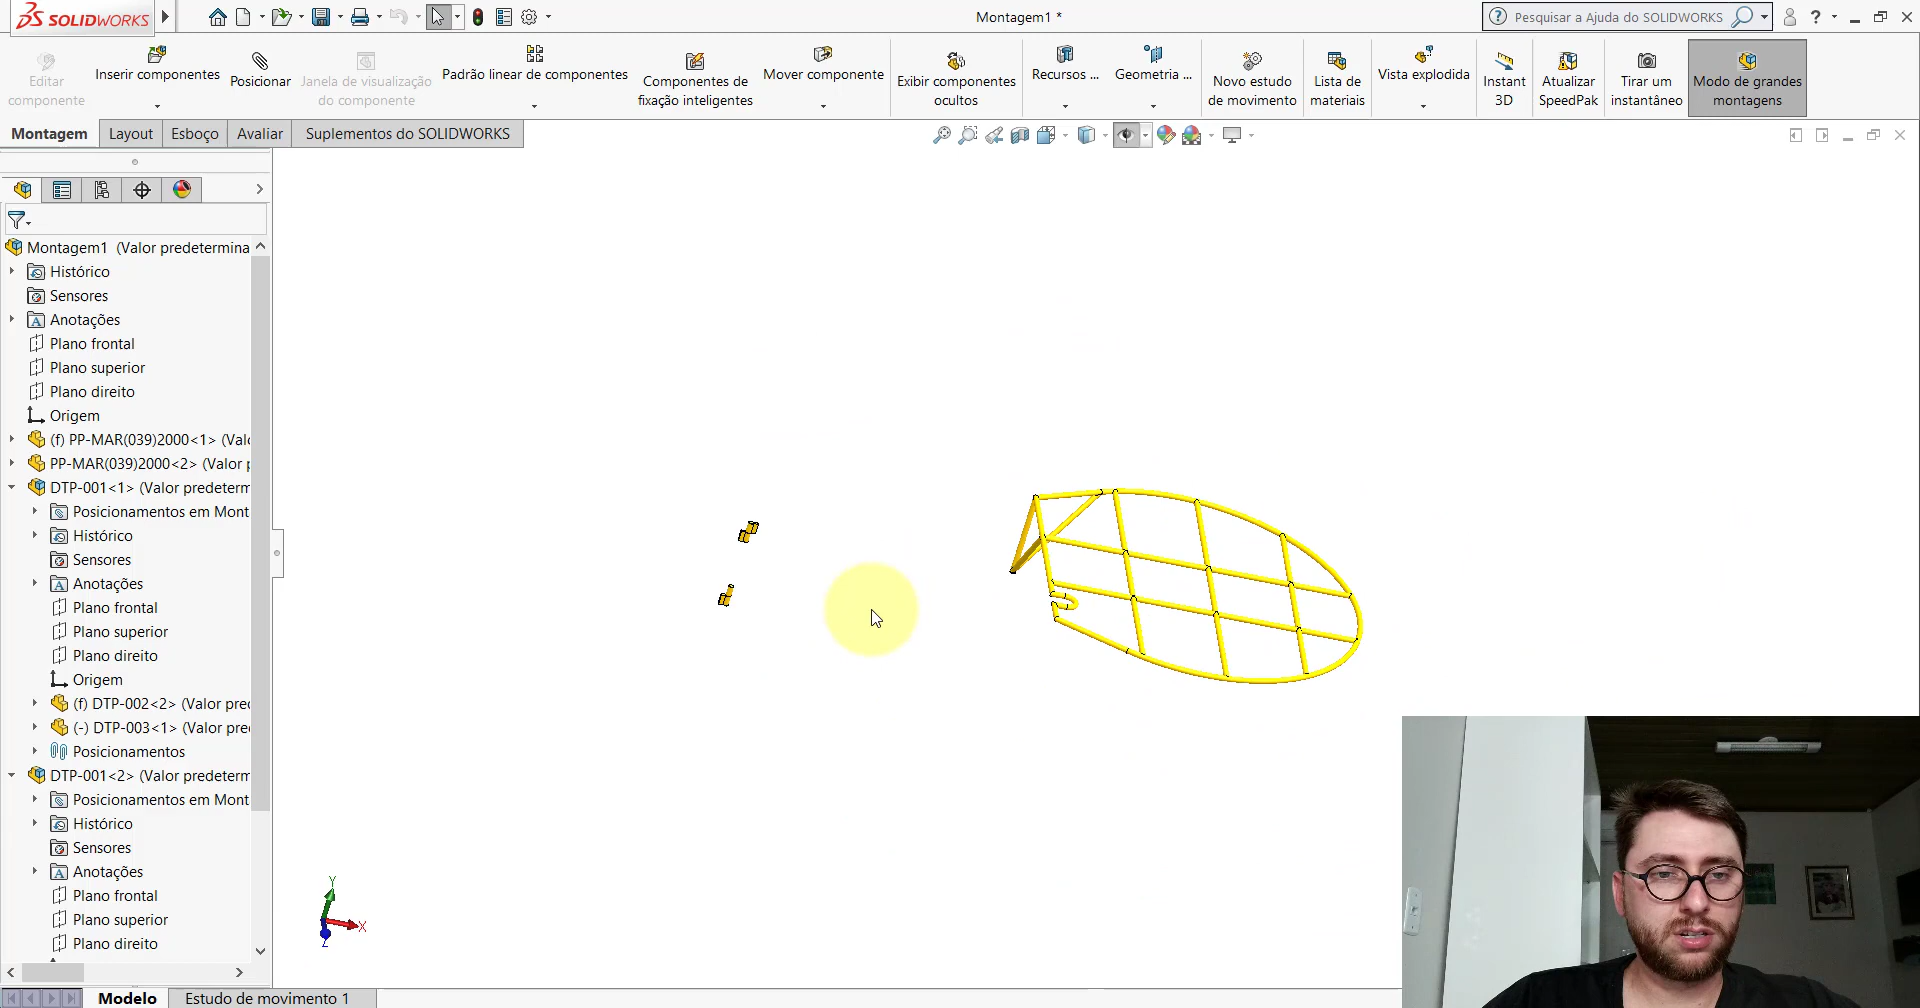 SOLIDWORKS
Montagem1 *
Pesquisar a Ajuda do SOLIDWORKS
Editar
componente
Inserir componentes
Posicionar
Janela de visualização
do componente
Padrão linear de componentes
Componentes de
fixação inteligentes
Mover componente
Exibir componentes
ocultos
Recursos ...
Geometria ...
Novo estudo
de movimento
Lista de
materiais
Vista explodida
Instant
3D
Atualizar
SpeedPak
Tirar um
instantâneo
Modo de grandes
montagens
Montagem
Layout
Esboço
Avaliar
Suplementos do SOLIDWORKS
Montagem1 (Valor predetermina
Histórico
Sensores
Anotações
Plano frontal
Plano superior
Plano direito
Origem
(f) PP-MAR(039)2000<1> (Val
PP-MAR(039)2000<2> (Valor
DTP-001<1> (Valor predeterm
Posicionamentos em Mont
Histórico
Sensores
Anotações
Plano frontal
Plano superior
Plano direito
Origem
(f) DTP-002<2> (Valor pre
(-) DTP-003<1> (Valor pre
Posicionamentos
DTP-001<2> (Valor predeterm
Posicionamentos em Mont
Histórico
Sensores
Anotações
Plano frontal
Plano superior
Plano direito
Y
X
Z
Modelo
Estudo de movimento 1